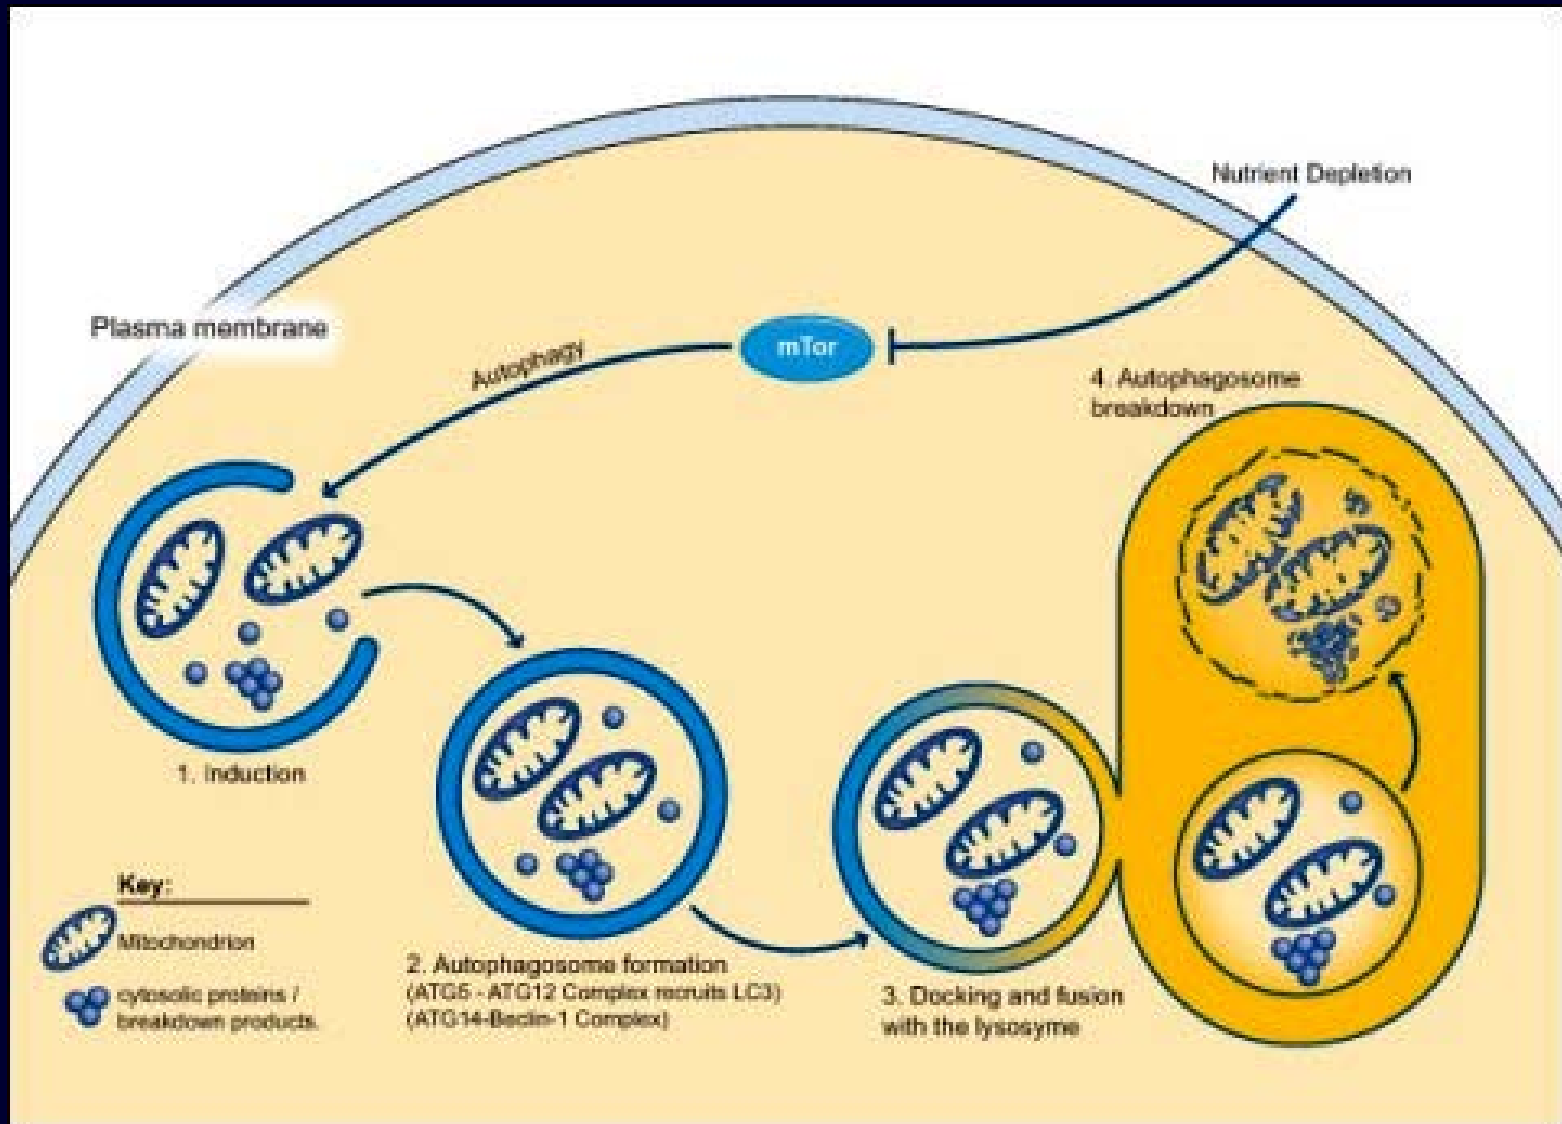 Nutrient Depletion
Plasma membrane
mTor
Autophagy
4. Autophagosome
breakdown
1. Induction
Key:
Mitochondrion
cytosolic proteins /
breakdown products.
2. Autophagosome formation
(ATG5 - ATG12 Complex recruits LC3)
(ATG14-Beclin-1 Complex)
3. Docking and fusion
with the lysosyme